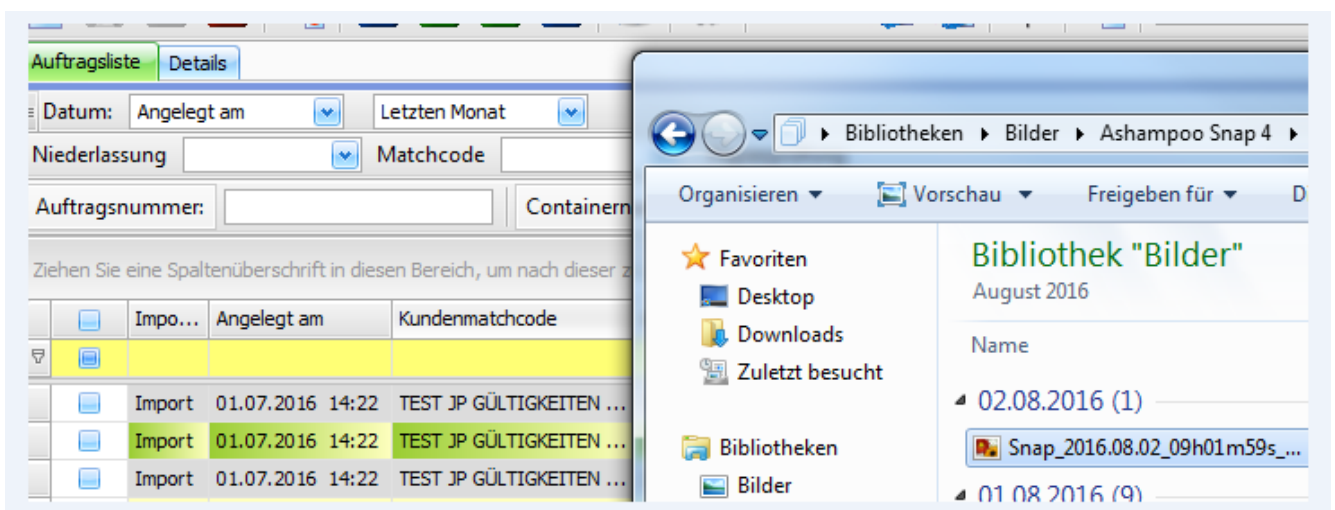 Auftragsliste Details
Datum: Angelegt am Letzten Monat
Niederlassung Matchcode
Auftragsnummer: Containern
Ziehen Sie eine Spaltenüberschrift in diesen Bereich, um nach dieser z
Impo... Angelegt am Kundenmatchcode
Import 01.07.2016 14:22 TEST JP GÜLTIGKEITEN ...
Import 01.07.2016 14:22 TEST JP GÜLTIGKEITEN ...
Import 01.07.2016 14:22 TEST JP GÜLTIGKEITEN ...
Bibliotheken Bilder Ashampoo Snap 4
Organisieren Vorschau Freigeben für D
Favoriten
Desktop
Downloads
Zuletzt besucht
Bibliotheken
Bilder
Bibliothek "Bilder"
August 2016
Name
02.08.2016 (1)
Snap_2016.08.02_09h01m59s_...
01.08.2016 (9)